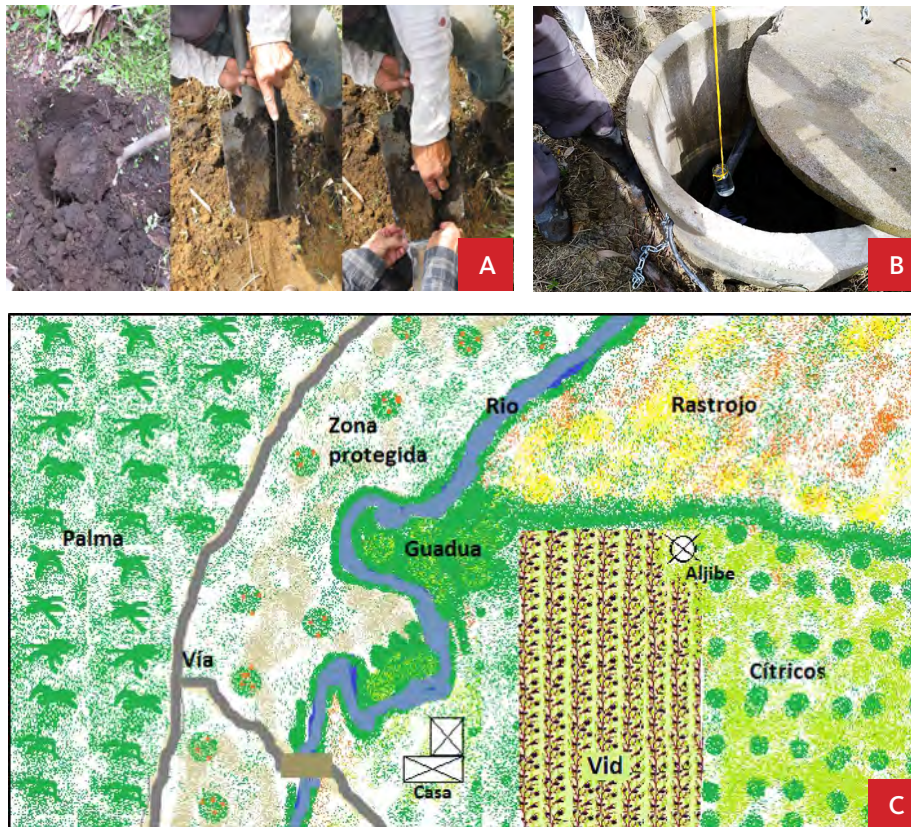 A
B
Río
Rastrojo
Zona
protegida
Palma
Guadua
Aljibe
Vía
Cítricos
Vid
Casa
C